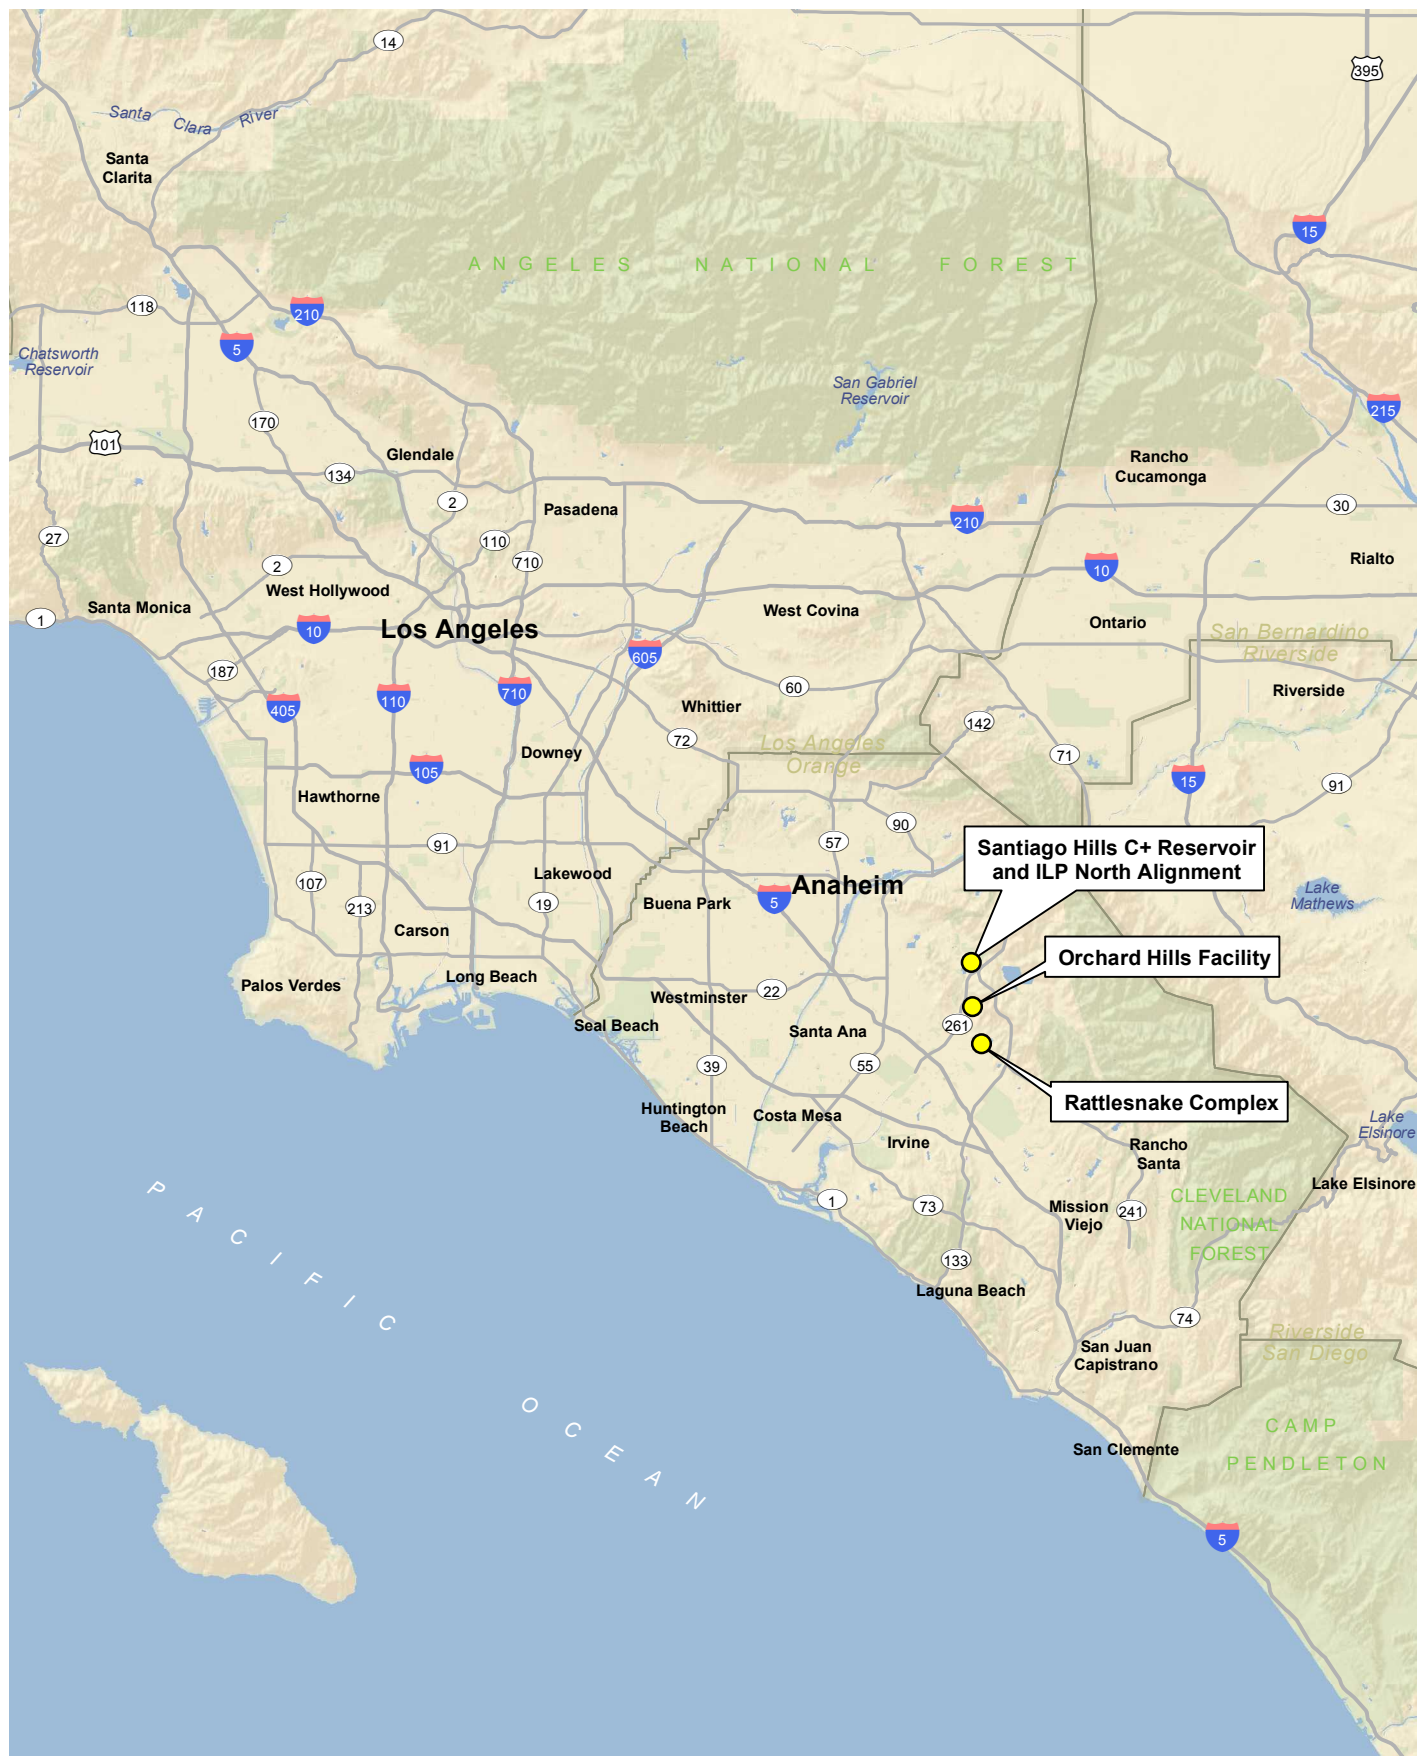 14
395
Santa Clara River
Santa
Clarita
15
ANGELES NATIONAL FOREST
118
210
5
Chatsworth
Reservoir
San Gabriel
Reservoir
215
170
101
Glendale
134
Rancho
Cucamonga
2
Pasadena
210
30
27
110
710
2
10
Rialto
West Hollywood
Santa Monica
1
West Covina
10
Los Angeles
Ontario
San Bernardino
Riverside
605
187
60
Riverside
405
110
710
Whittier
142
72
Los Angeles
Orange
Downey
71
105
15
91
Hawthorne
90
57
91
Santiago Hills C+ Reservoir
and ILP North Alignment
Lakewood
107
Anaheim
5
Buena Park
19
213
Lake
Mathews
Carson
Orchard Hills Facility
Long Beach
Palos Verdes
Westminster
22
Seal Beach
261
Santa Ana
39
55
Rattlesnake Complex
Huntington
Beach
Costa Mesa
Lake
Elsinore
Irvine
Rancho
Santa
Lake Elsinore
CLEVELAND
NATIONAL
FOREST
1
73
Mission
Viejo
241
PACIFIC
133
Laguna Beach
74
Riverside
San Diego
San Juan
Capistrano
OCEAN
CAMP
PENDLETON
San Clemente
5